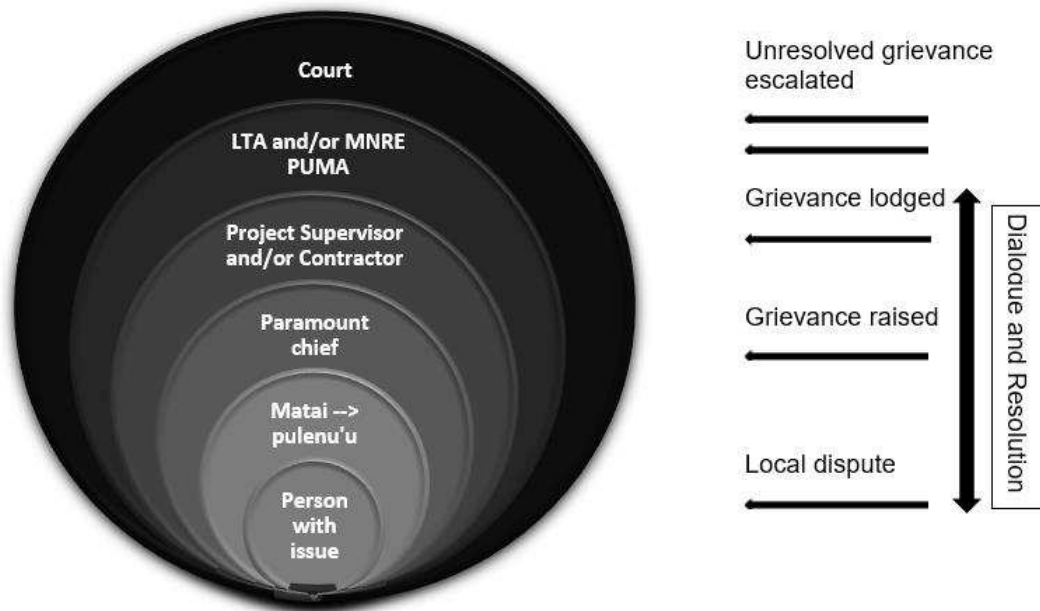 Court
LTA and/or MNRE
PUMA
Project Supervisor
and/or Contractor
Paramount
chief
Matai -->
pulenu'u
Person
with
issue
Unresolved grievance
escalated
Grievance lodged
Grievance raised
Local dispute
Dialogue and Resolution